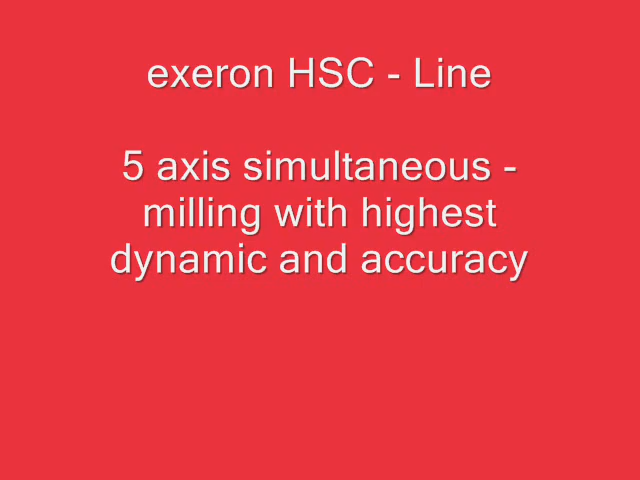 exeron HSC - Line
5 axis simultaneous -
milling with highest
dynamic and accuracy